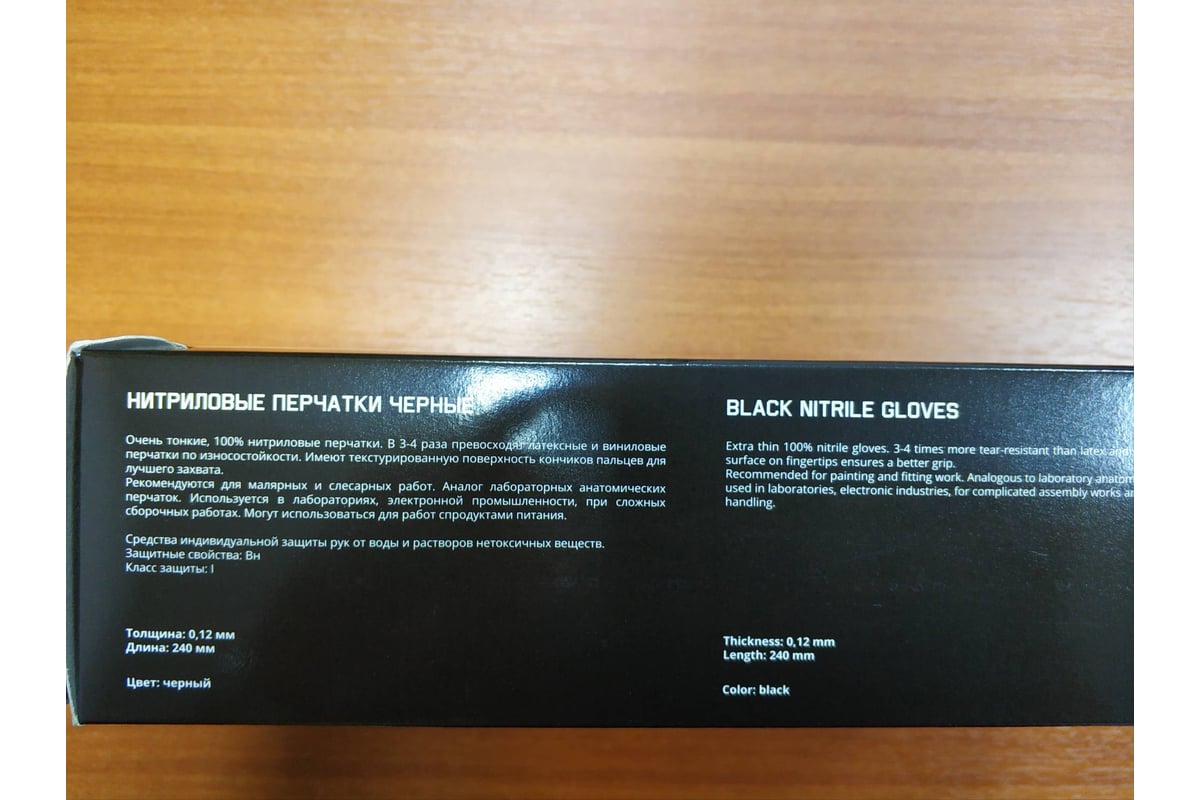 НИТРИЛОВЫЕ ПЕРЧАТКИ ЧЕРНЫЕ
Очень тонкие, 100% нитриловые перчатки. В 3-4 раза превосходят латексные и виниловые
перчатки по износостойкости. Имеют текстурированную поверхность кончиков пальцев для
лучшего захвата.
Рекомендуются для малярных и слесарных работ. Аналог лабораторных анатомических
перчаток. Используется в лабораториях, электронной промышленности, при сложных
сборочных работах. Могут использоваться для работ спродуктами питания.
Средства индивидуальной защиты рук от воды и растворов нетоксичных веществ.
Защитные свойства: Вн
Класс защиты: I
Толщина: 0,12 мм
Длина: 240 мм
Цвет: черный
BLACK NITRILE GLOVES
Extra thin 100% nitrile gloves. 3-4 times more tear-resistant than latex and
surface on fingertips ensures a better grip.
Recommended for painting and fitting work. Analogous to laboratory
used in laboratories, electronic industries, for complicated assembly works
handling.
Thickness: 0,12 mm
Length: 240 mm
Color: black